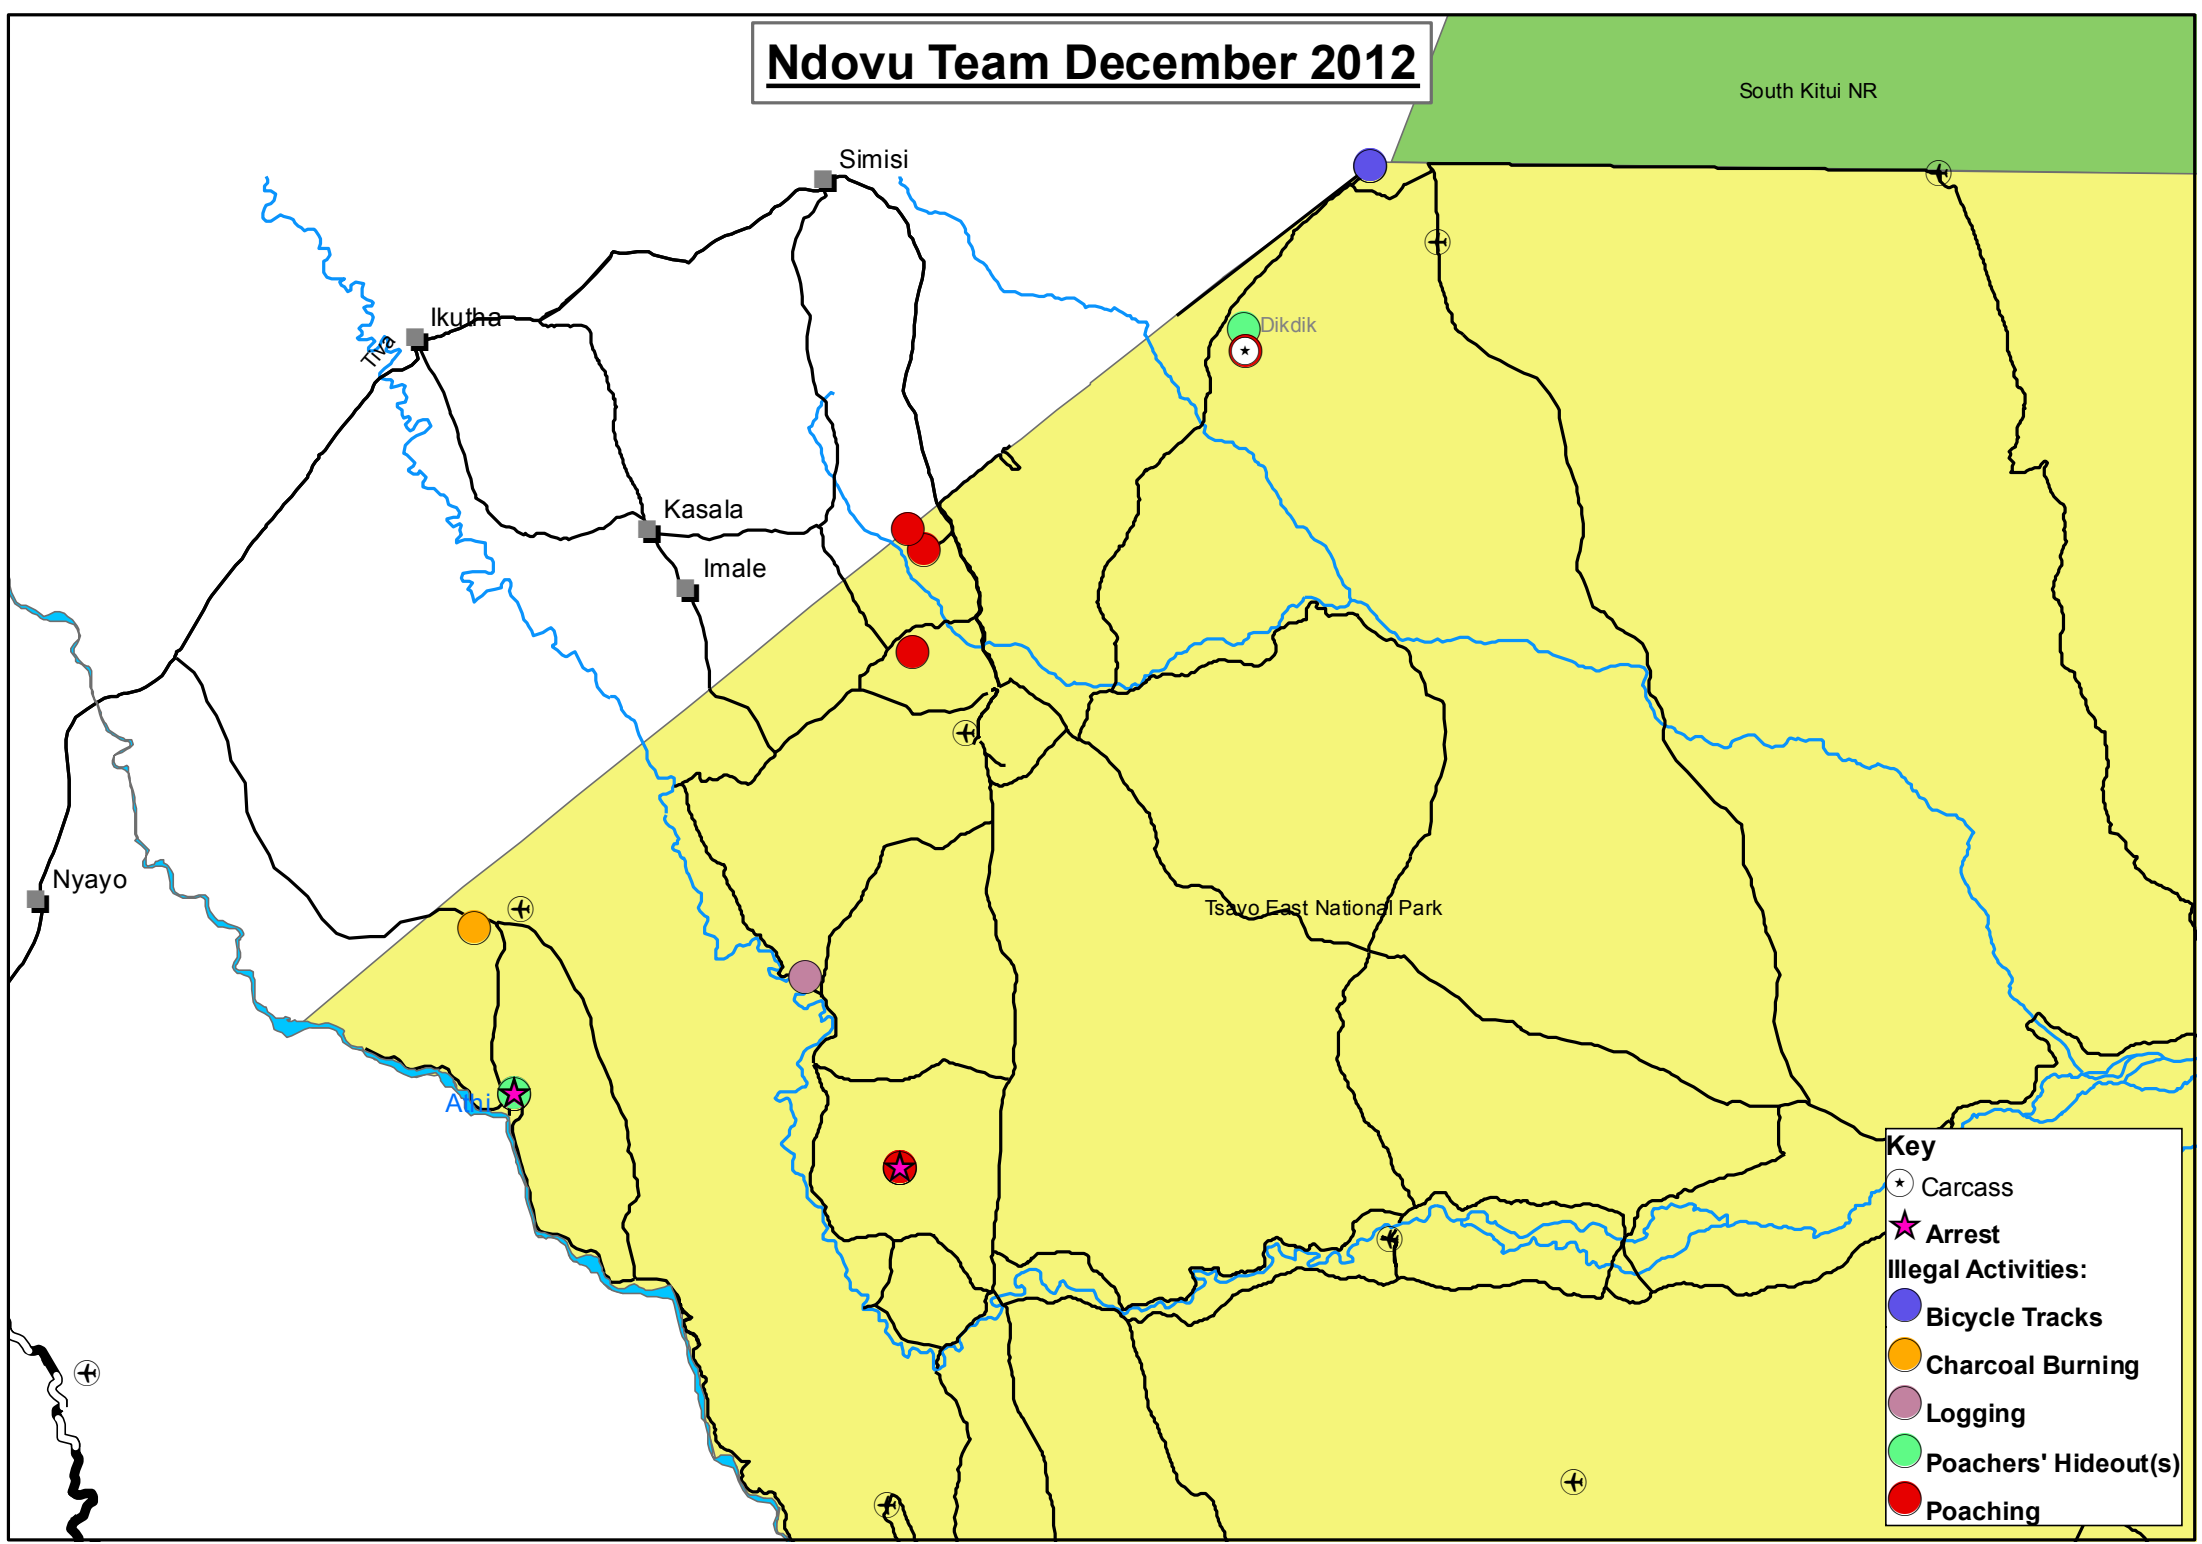 Ndovu Team December 2012
South Kitui NR
Simisi
Ikutha
Tiva
Dikdik
Kasala
Imale
Nyayo
Tsavo East National Park
Athi
Key
Carcass
Arrest
Illegal Activities:
Bicycle Tracks
Charcoal Burning
Logging
Poachers' Hideout(s)
Poaching